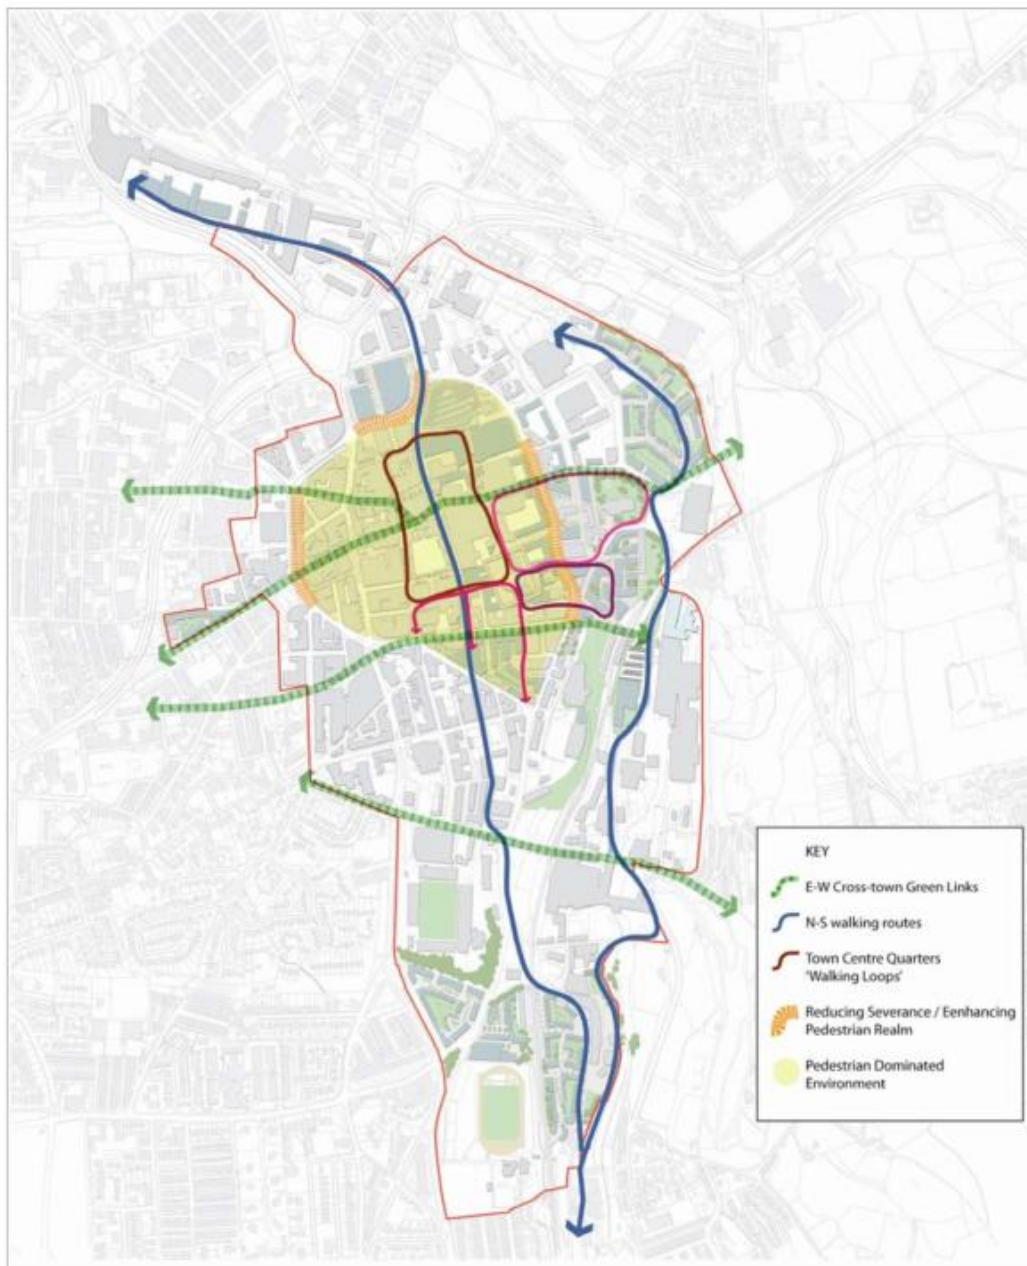 KEY
E-W Cross-town Green Links
N-S walking routes
Town Centre Quarters
'Walking Loops'
Reducing Severance / Eenhancing
Pedestrian Realm
Pedestrian Dominated
Environment